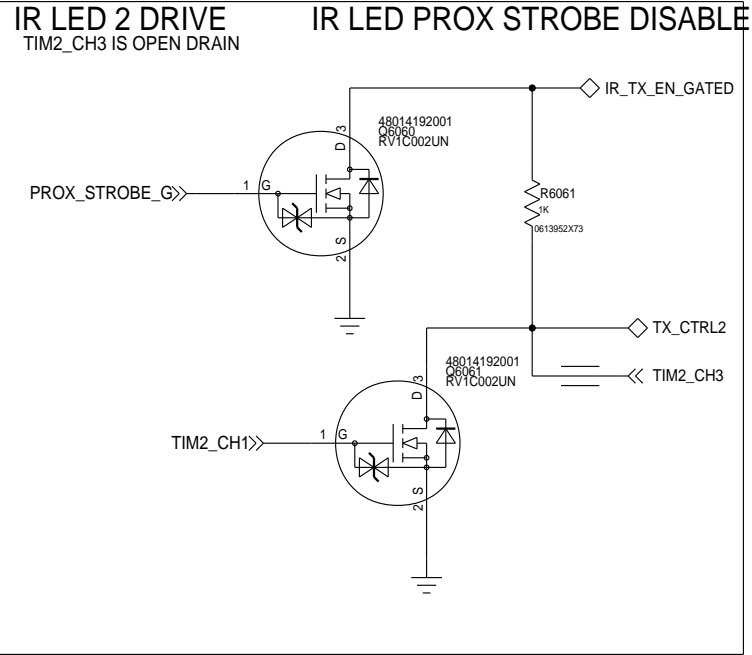 IR LED 2 DRIVE
IR LED PROX STROBE DISABLE
TIM2_CH3 IS OPEN DRAIN
IR_TX_EN_GATED
48014192001
Q6060
RV1C002UN
D 3
PROX_STROBE_G
1 G
R6061
1K
0613952X73
2 S
TX_CTRL2
48014192001
Q6061
RV1C002UN
TIM2_CH3
D 3
TIM2_CH1
1 G
2 S